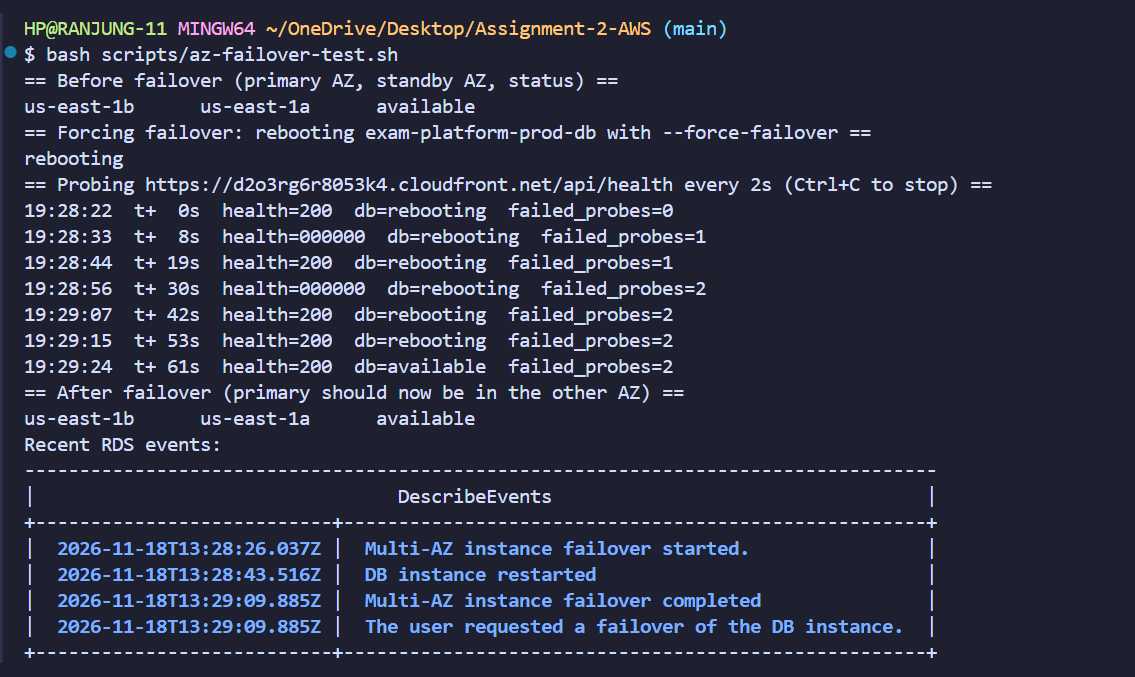 HP@RANJUNG-11 MINGW64 ~/OneDrive/Desktop/Assignment-2-AWS (main)
$ bash scripts/az-failover-test.sh
== Before failover (primary AZ, standby AZ, status) ==
us-east-1b      us-east-1a      available
== Forcing failover: rebooting exam-platform-prod-db with --force-failover ==
rebooting
== Probing https://d2o3rg6r8053k4.cloudfront.net/api/health every 2s (Ctrl+C to stop) ==
19:28:22  t+  0s  health=200  db=rebooting  failed_probes=0
19:28:33  t+  8s  health=000000  db=rebooting  failed_probes=1
19:28:44  t+ 19s  health=200  db=rebooting  failed_probes=1
19:28:56  t+ 30s  health=000000  db=rebooting  failed_probes=2
19:29:07  t+ 42s  health=200  db=rebooting  failed_probes=2
19:29:15  t+ 53s  health=200  db=rebooting  failed_probes=2
19:29:24  t+ 61s  health=200  db=available  failed_probes=2
== After failover (primary should now be in the other AZ) ==
us-east-1b      us-east-1a      available
Recent RDS events:
-----------------------------------------------------------------------------------
|                                 DescribeEvents                                  |
+---------------------------+-----------------------------------------------------+
|  2026-11-18T13:28:26.037Z |  Multi-AZ instance failover started.                |
|  2026-11-18T13:28:43.516Z |  DB instance restarted                              |
|  2026-11-18T13:29:09.885Z |  Multi-AZ instance failover completed               |
|  2026-11-18T13:29:09.885Z |  The user requested a failover of the DB instance.  |
+---------------------------+-----------------------------------------------------+